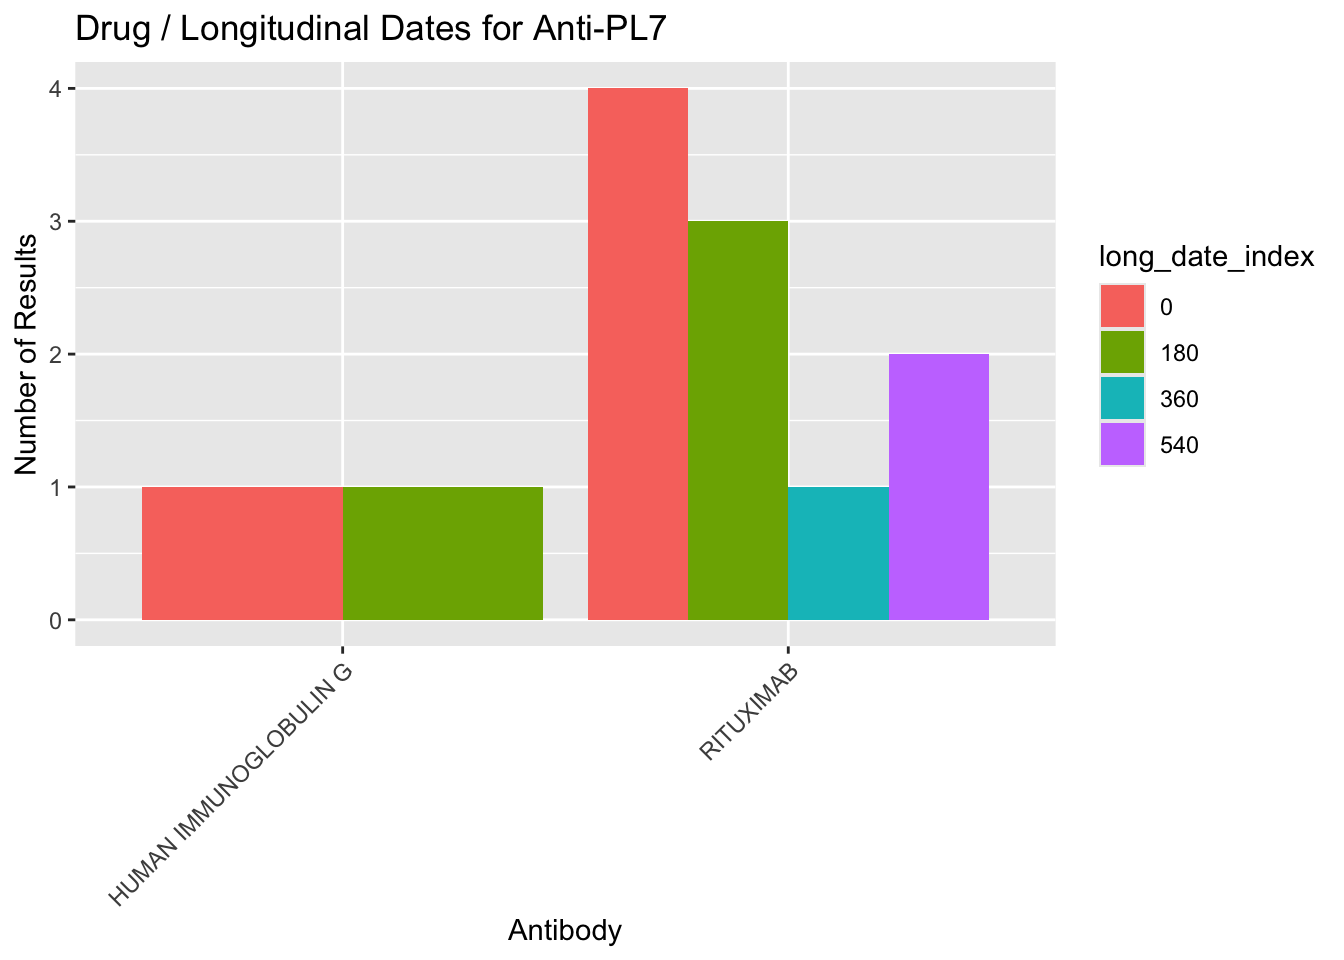 Drug / Longitudinal Dates for Anti-PL7
Number of Results
4
3
2
1
0
HUMAN IMMUNOGLOBULIN G
RITUXIMAB
Antibody
long_date_index
0
180
360
540